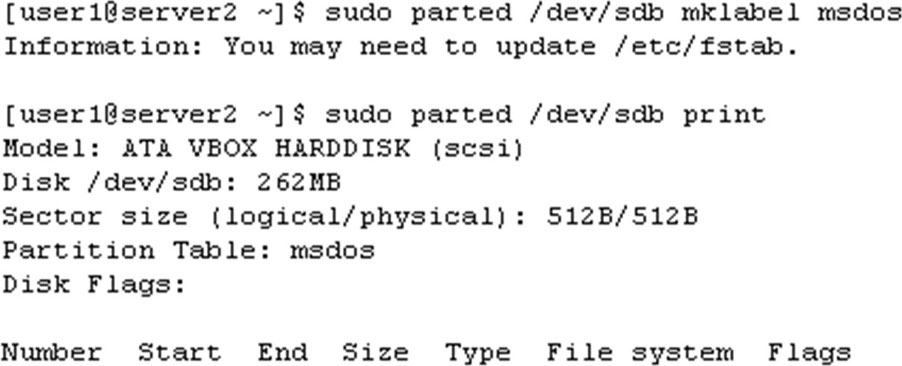 [user1@server2 ~]$ sudo parted /dev/sdb mklabel msdos
Information: You may need to update /etc/fstab.
[user1@server2 ~]$ sudo parted /dev/sdb print
Model: ATA VBOX HARDDISK (scsi)
Disk /dev/sdb: 262MB
Sector size (logical/physical): 512B/512B
Partition Table: msdos
Disk Flags:
Number  Start  End  Size  Type  File system  Flags